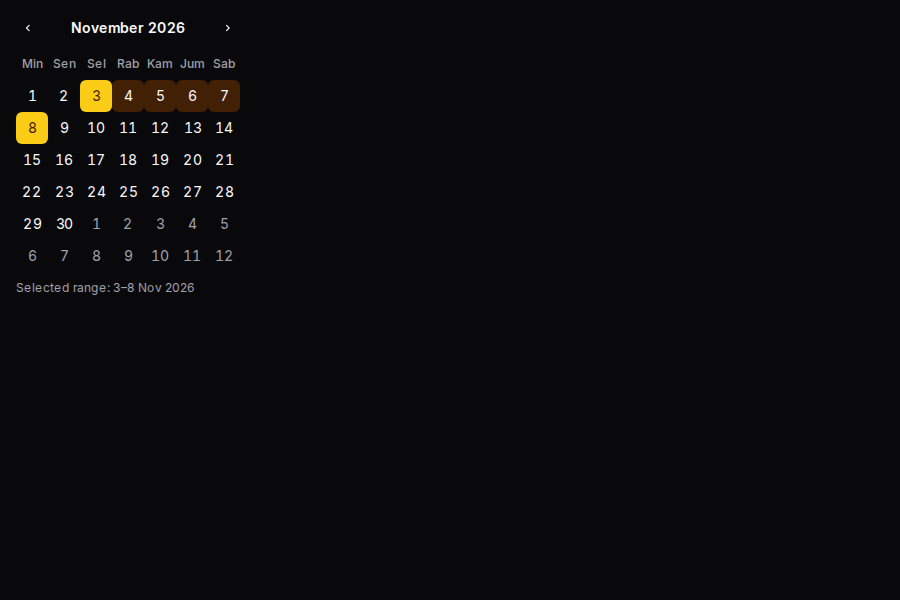 November 2026
Min Sen Sel Rab Kam Jum Sab
1 2 3 4 5 6 7
8 9 10 11 12 13 14
15 16 17 18 19 20 21
22 23 24 25 26 27 28
29 30 1 2 3 4 5
6 7 8 9 10 11 12
Selected range: 3–8 Nov 2026